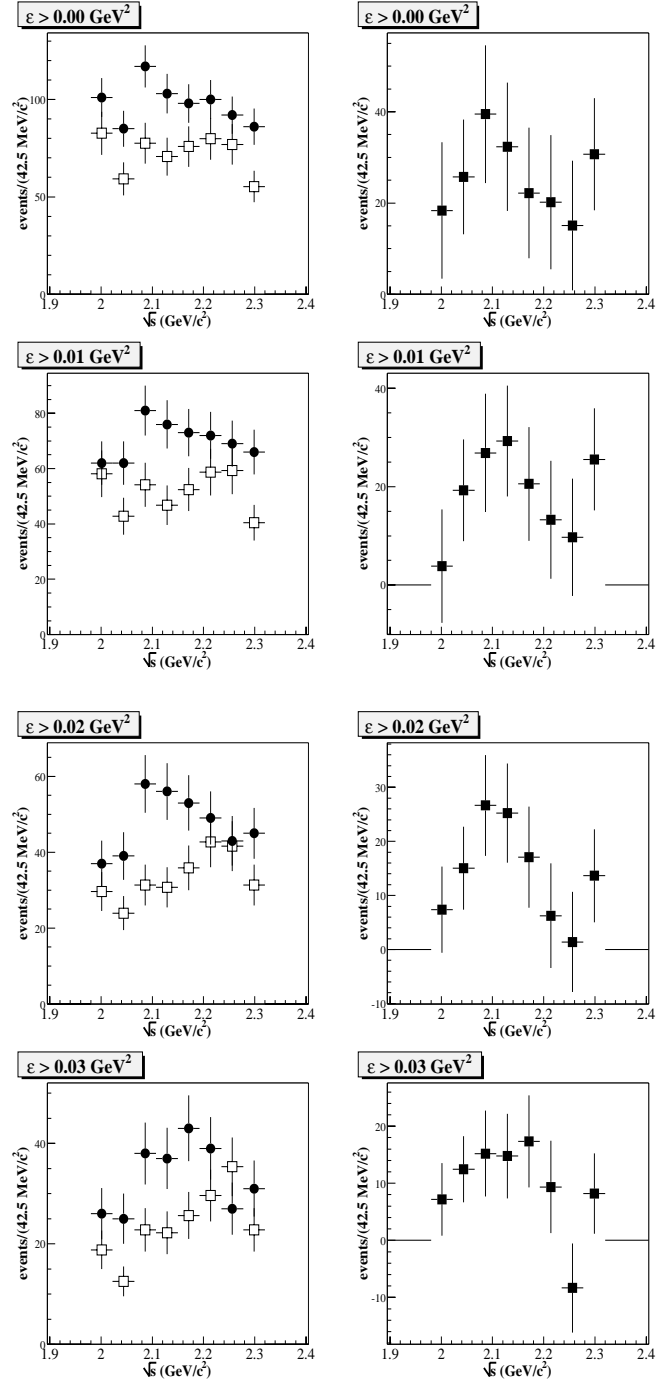 ε > 0.00 GeV²
events/(42.5 MeV/c²)
100
50
0
1.9 2 2.1 2.2 2.3 2.4
√s (GeV/c²)
ε > 0.00 GeV²
events/(42.5 MeV/c²)
40
20
0
1.9 2 2.1 2.2 2.3 2.4
√s (GeV/c²)
ε > 0.01 GeV²
events/(42.5 MeV/c²)
80
60
40
20
0
1.9 2 2.1 2.2 2.3 2.4
√s (GeV/c²)
ε > 0.01 GeV²
events/(42.5 MeV/c²)
40
20
0
1.9 2 2.1 2.2 2.3 2.4
√s (GeV/c²)
ε > 0.02 GeV²
events/(42.5 MeV/c²)
60
40
20
0
1.9 2 2.1 2.2 2.3 2.4
√s (GeV/c²)
ε > 0.02 GeV²
events/(42.5 MeV/c²)
30
20
10
0
-10
1.9 2 2.1 2.2 2.3 2.4
√s (GeV/c²)
ε > 0.03 GeV²
events/(42.5 MeV/c²)
40
20
0
1.9 2 2.1 2.2 2.3 2.4
√s (GeV/c²)
ε > 0.03 GeV²
events/(42.5 MeV/c²)
20
10
0
-10
1.9 2 2.1 2.2 2.3 2.4
√s (GeV/c²)